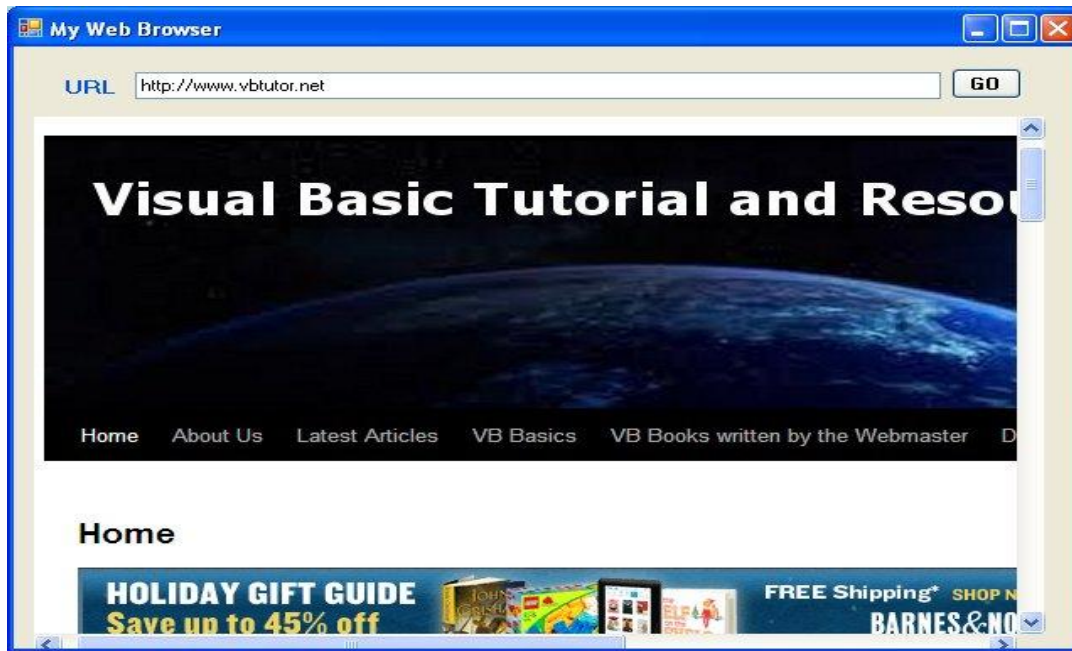 My Web Browser
URL http://www.vbtutor.net GO
Visual Basic Tutorial and
Home About Us Latest Articles VB Basics VB Books written by the Webmaster D
Home
HOLIDAY GIFT GUIDE
Save up to 45% off
JOHN
FREE Shipping* SHOP
BARNES&NO